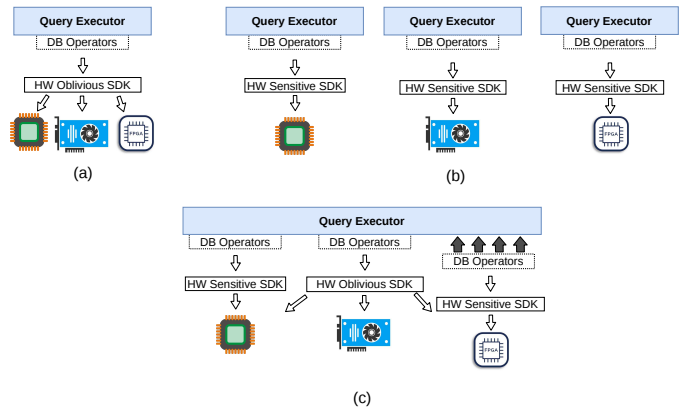 Query Executor
DB Operators
HW Oblivious SDK
FPGA
(a)
Query Executor
DB Operators
HW Sensitive SDK
Query Executor
DB Operators
HW Sensitive SDK
(b)
Query Executor
DB Operators
HW Sensitive SDK
FPGA
Query Executor
DB Operators
HW Sensitive SDK
DB Operators
HW Oblivious SDK
DB Operators
HW Sensitive SDK
FPGA
(c)